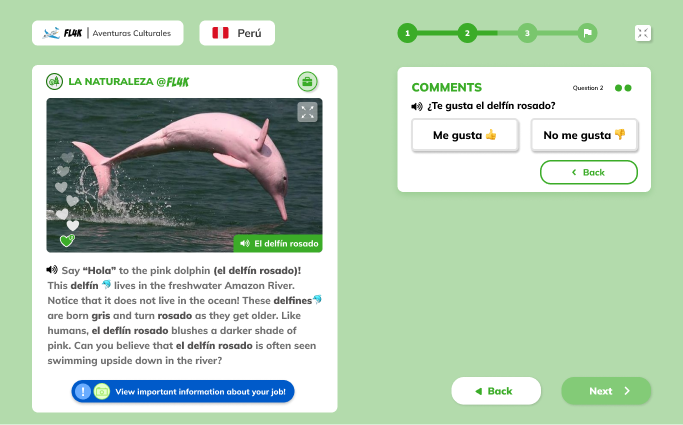 FL4K | Aventuras Culturales
Perú
1 2 3
LA NATURALEZA @FL4K
El delfín rosado
Say “Hola” to the pink dolphin (el delfín rosado)!
This delfín lives in the freshwater Amazon River.
Notice that it does not live in the ocean! These delfines
are born gris and turn rosado as they get older. Like
humans, el deflín rosado blushes a darker shade of
pink. Can you believe that el delfín rosado is often seen
swimming upside down in the river?
! View important information about your job!
COMMENTS
Question 2
¿Te gusta el delfín rosado?
Me gusta 👍
No me gusta 👎
‹ Back
◀ Back
Next ›